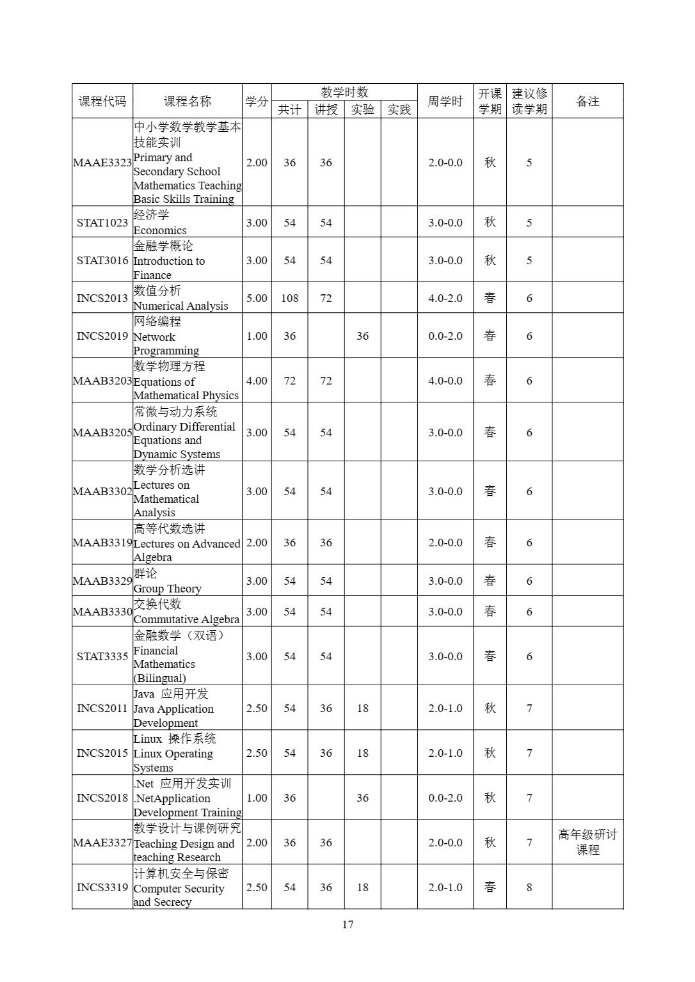 课程代码 课程名称 学分 教学时数 周学时 开课学期 建议修读学期 备注
共计 讲授 实验 实践
MAAE3323 中小学数学教学基本技能实训 Primary and Secondary School Mathematics Teaching Basic Skills Training 2.00 36 36 2.0-0.0 秋 5
STAT1023 经济学 Economics 3.00 54 54 3.0-0.0 秋 5
STAT3016 金融学概论 Introduction to Finance 3.00 54 54 3.0-0.0 秋 5
INCS2013 数值分析 Numerical Analysis 5.00 108 72 4.0-2.0 春 6
INCS2019 网络编程 Network Programming 1.00 36 36 0.0-2.0 春 6
MAAB3203 数学物理方程 Equations of Mathematical Physics 4.00 72 72 4.0-0.0 春 6
MAAB3205 常微与动力系统 Ordinary Differential Equations and Dynamic Systems 3.00 54 54 3.0-0.0 春 6
MAAB3302 数学分析选讲 Lectures on Mathematical Analysis 3.00 54 54 3.0-0.0 春 6
MAAB3319 高等代数选讲 Lectures on Advanced Algebra 2.00 36 36 2.0-0.0 春 6
MAAB3329 群论 Group Theory 3.00 54 54 3.0-0.0 春 6
MAAB3330 交换代数 Commutative Algebra 3.00 54 54 3.0-0.0 春 6
STAT3335 金融数学（双语） Financial Mathematics (Bilingual) 3.00 54 54 3.0-0.0 春 6
INCS2011 Java 应用开发 Java Application Development 2.50 54 36 18 2.0-1.0 秋 7
INCS2015 Linux 操作系统 Linux Operating Systems 2.50 54 36 18 2.0-1.0 秋 7
INCS2018 .Net 应用开发实训 .NetApplication Development Training 1.00 36 36 0.0-2.0 秋 7
MAAE3327 教学设计与课例研究 Teaching Design and teaching Research 2.00 36 36 2.0-0.0 秋 7 高年级研讨课程
INCS3319 计算机安全与保密 Computer Security and Secrecy 2.50 54 36 18 2.0-1.0 春 8
17